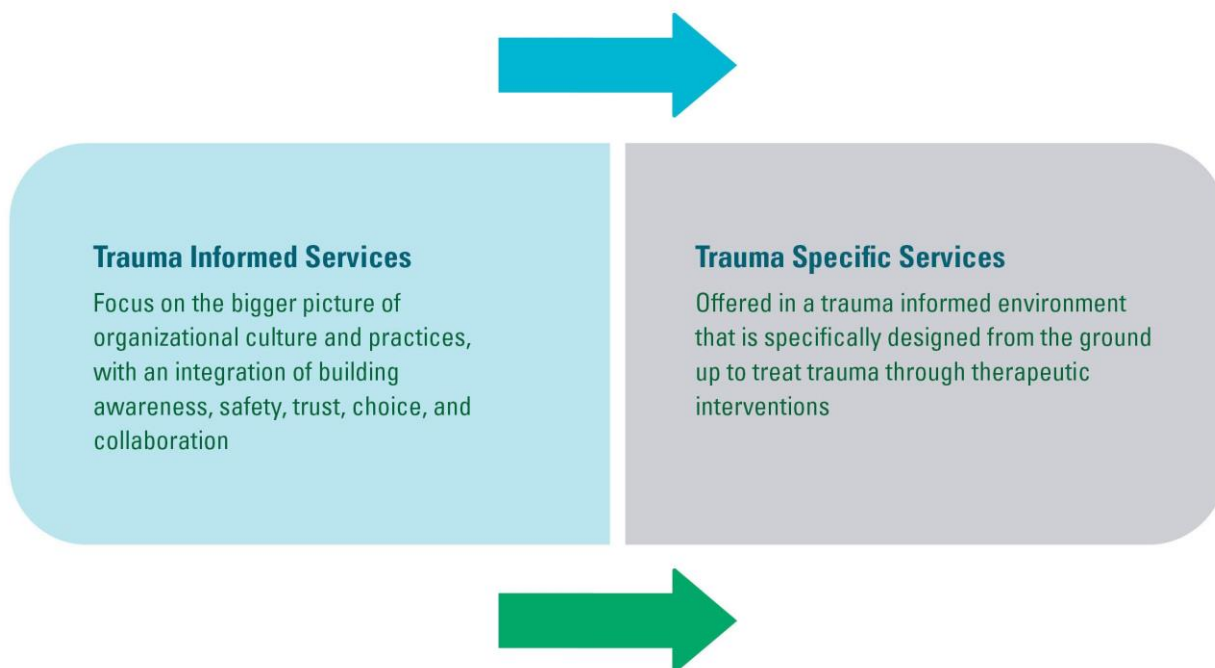 Trauma Informed Services
Focus on the bigger picture of
organizational culture and practices,
with an integration of building
awareness, safety, trust, choice, and
collaboration
Trauma Specific Services
Offered in a trauma informed environment
that is specifically designed from the ground
up to treat trauma through therapeutic
interventions